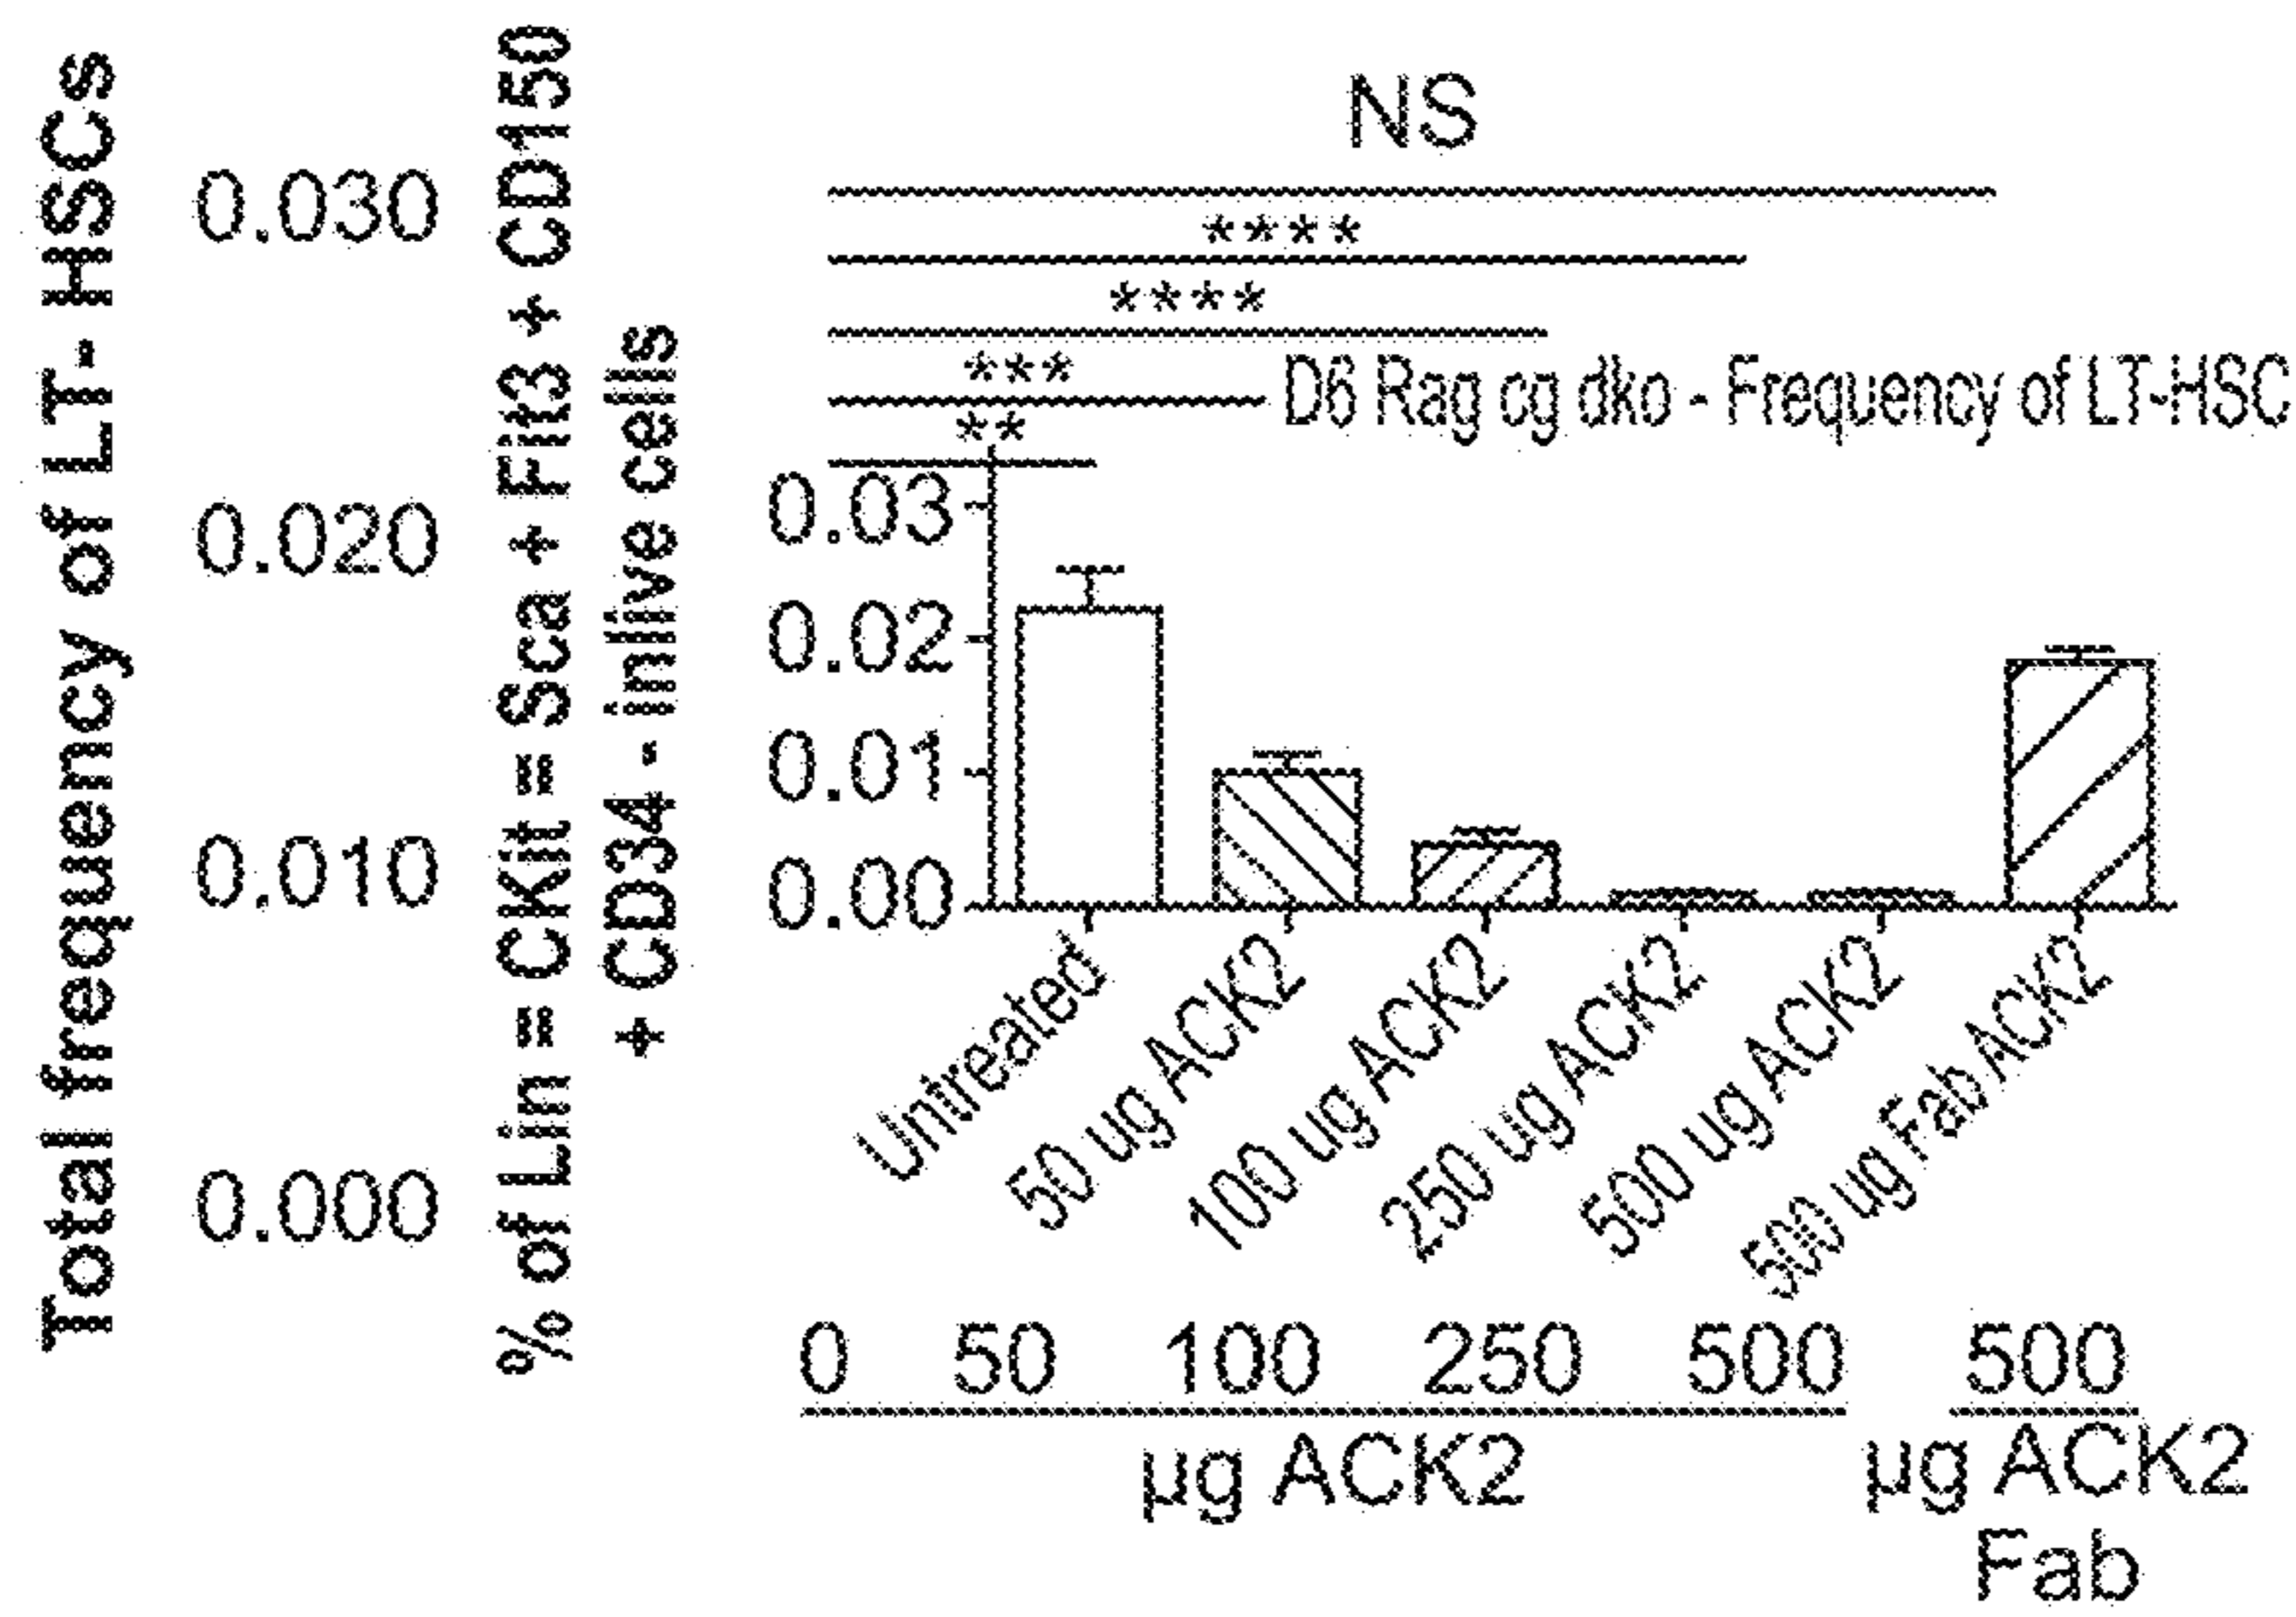 Total frequency of LT- HSCs
0.030
0.020
0.010
0.000
% of Lin = CKit = Sca + Flt3 + CD150
+ CD34 - inlive cells
NS
****
****
***
**
D6 Rag cg dko - Frequency of LT-HSC
0.03
0.02
0.01
0.00
Untreated
50 ug ACK2
100 ug ACK2
250 ug ACK2
500 ug ACK2
500 ug Fab ACK2
0 50 100 250 500 500
µg ACK2
µg ACK2
Fab